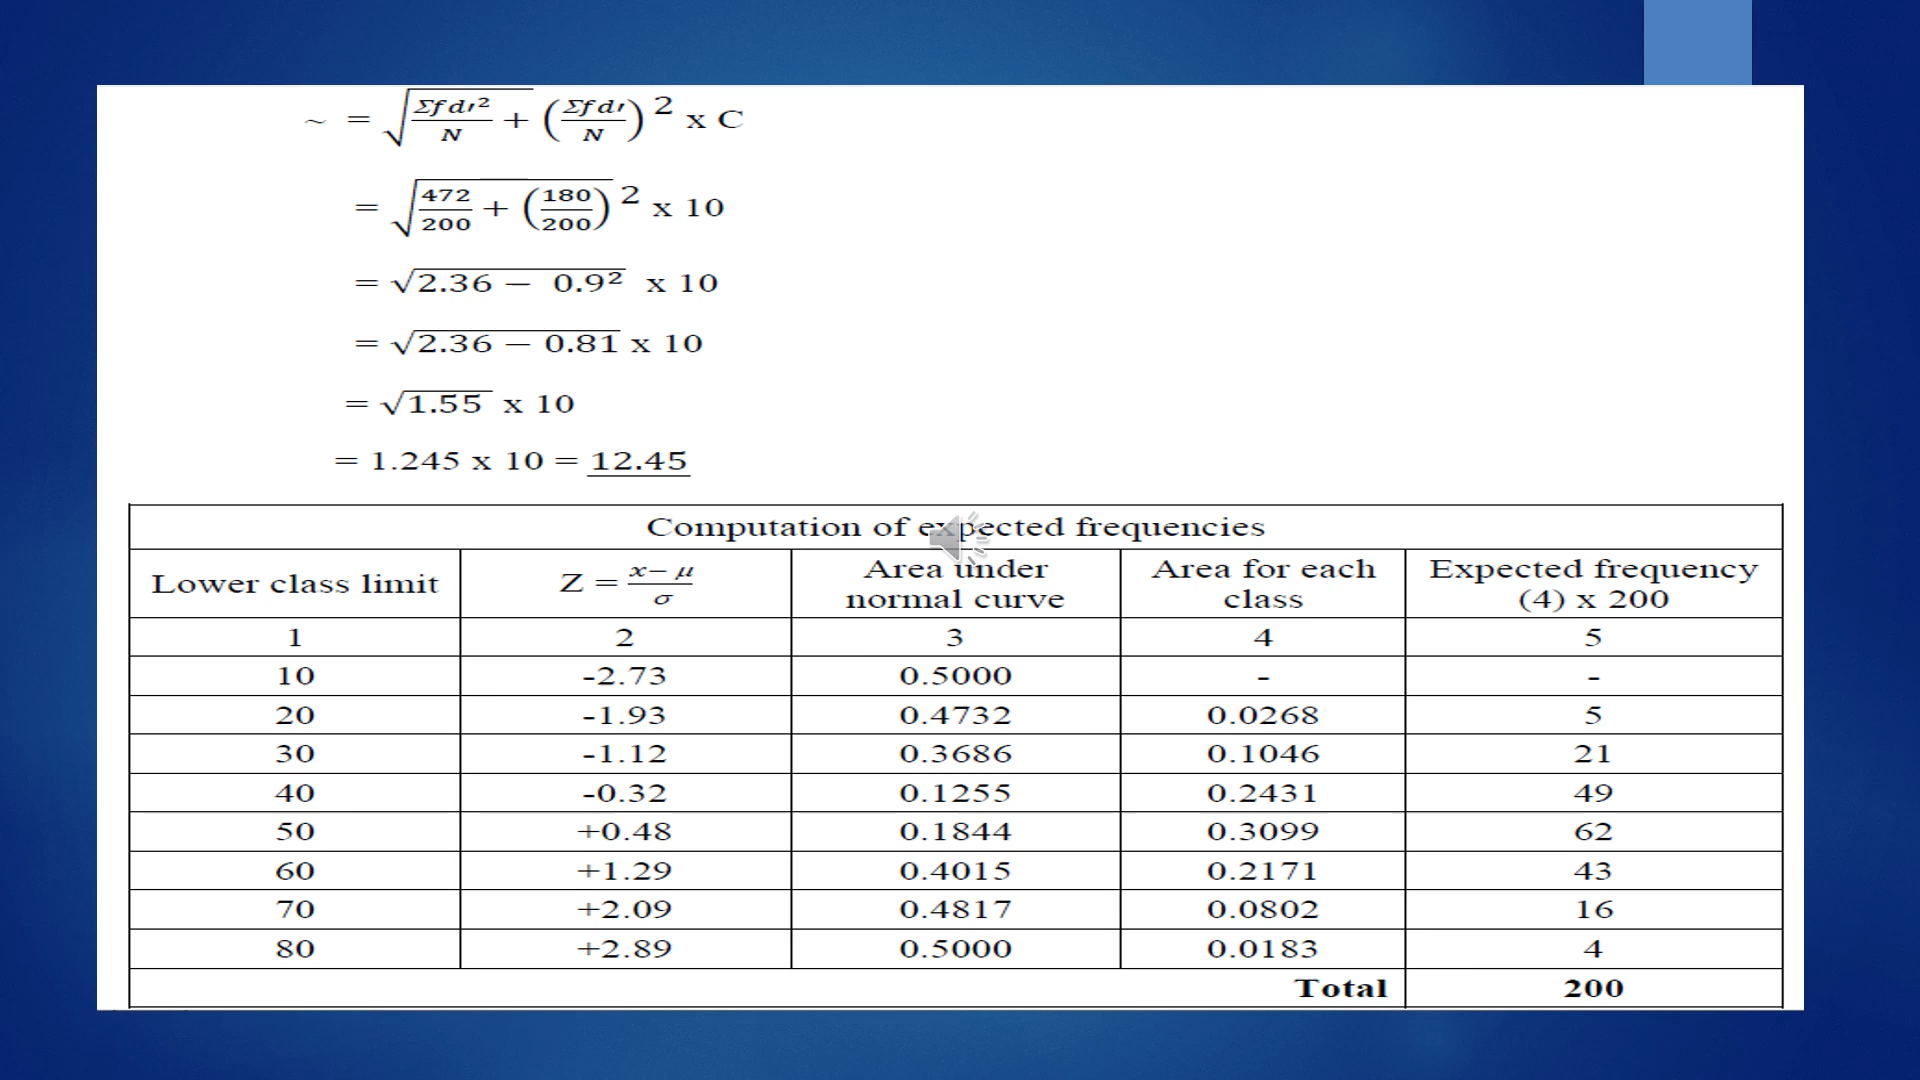 ~ = √(Σfd′²/N + (Σfd′/N) 2 x C
= √(472/200 + (180/200) 2 x 10
= √2.36 − 0.9² x 10
= √2.36 − 0.81 x 10
= √1.55 x 10
= 1.245 x 10 = 12.45
Computation of expected frequencies
Lower class limit | Z = x− μ / σ | Area under normal curve | Area for each class | Expected frequency (4) x 200
1 2 3 4 5
10 -2.73 0.5000 - -
20 -1.93 0.4732 0.0268 5
30 -1.12 0.3686 0.1046 21
40 -0.32 0.1255 0.2431 49
50 +0.48 0.1844 0.3099 62
60 +1.29 0.4015 0.2171 43
70 +2.09 0.4817 0.0802 16
80 +2.89 0.5000 0.0183 4
Total 200